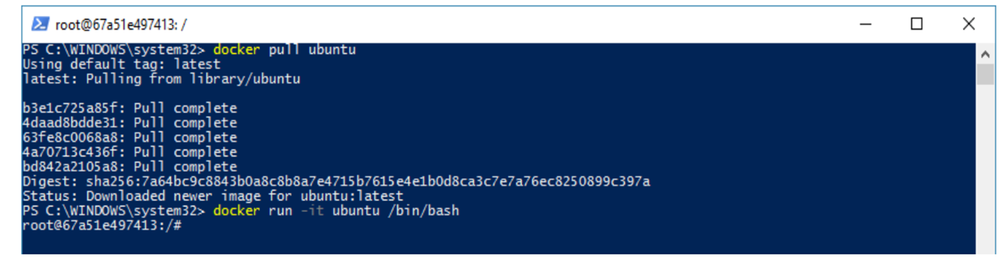 root@67a51e497413: /
PS C:\WINDOWS\system32> docker pull ubuntu
Using default tag: latest
latest: Pulling from library/ubuntu
b3e1c725a85f: Pull complete
4daad8bdde31: Pull complete
63fe8c0068a8: Pull complete
4a70713c436f: Pull complete
bd842a2105a8: Pull complete
Digest: sha256:7a64bc9c8843b0a8c8b8a7e4715b7615e4e1b0d8ca3c7e7a76ec8250899c397a
Status: Downloaded newer image for ubuntu:latest
PS C:\WINDOWS\system32> docker run -it ubuntu /bin/bash
root@67a51e497413:/#